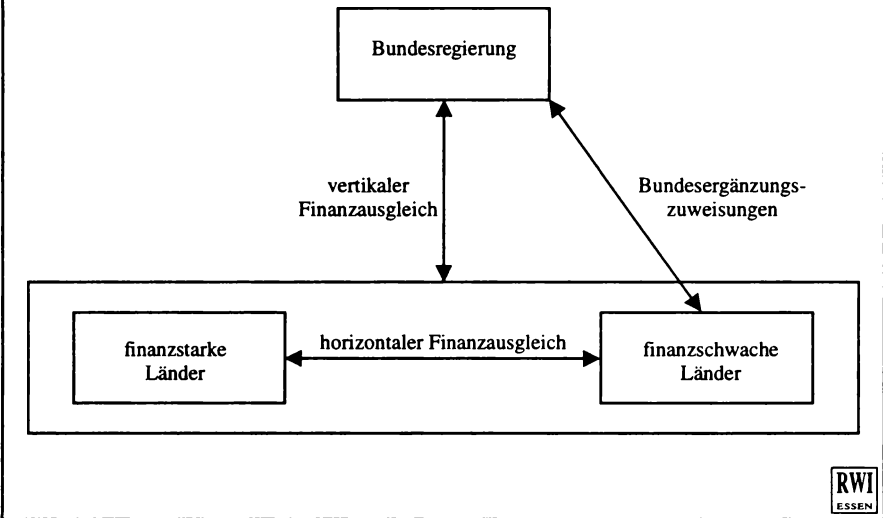 Bundesregierung
vertikaler
Finanzausgleich
Bundesergänzungs-
zuweisungen
finanzstarke
Länder
horizontaler Finanzausgleich
finanzschwache
Länder
RWI
ESSEN